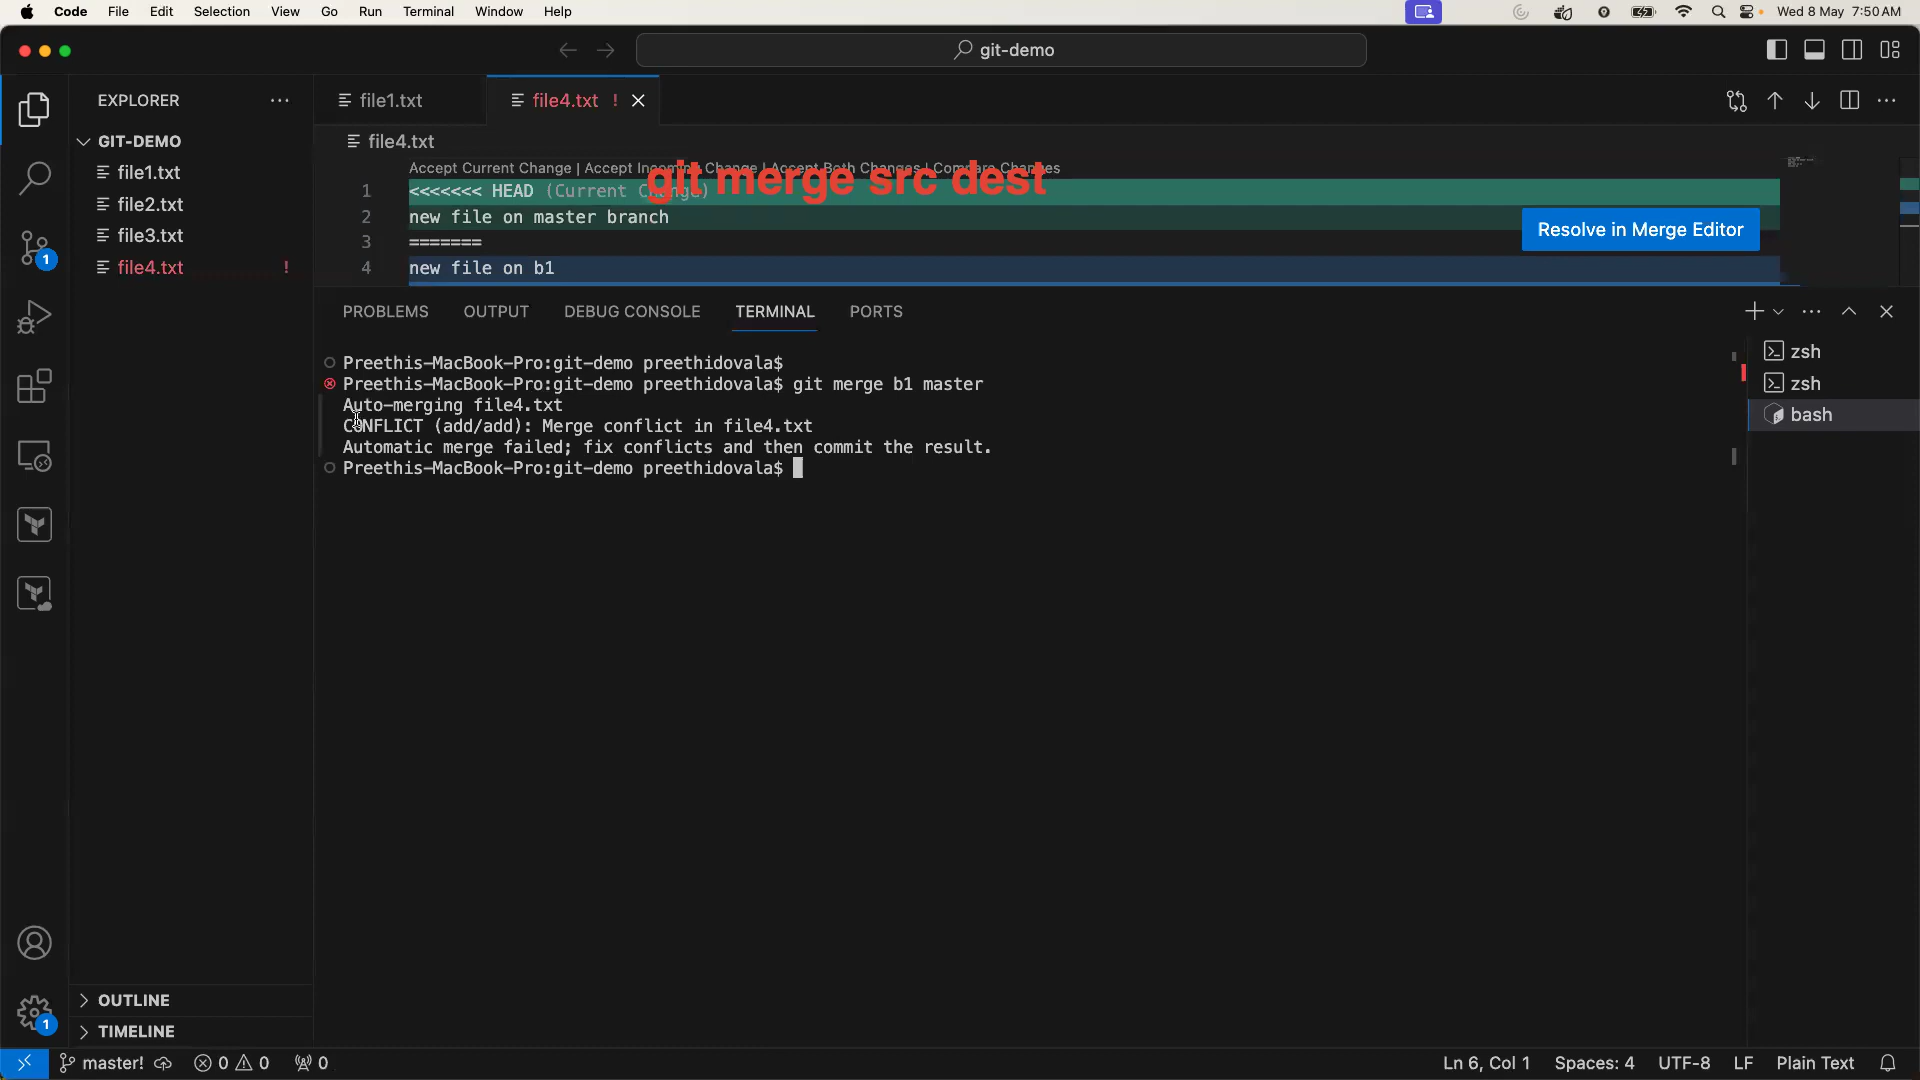 Code File Edit Selection View Go Run Terminal Window Help Wed 8 May 7:50 AM
git-demo
EXPLORER
file1.txt
file4.txt !
GIT-DEMO
file1.txt
file2.txt
file3.txt
file4.txt !
1
1
file4.txt
Accept Current Change | Accept Incoming Change | Accept Both Changes | Compare Changes
git merge src dest
1 <<<<<<< HEAD (Current Change)
2 new file on master branch
3 =======
4 new file on b1
Resolve in Merge Editor
PROBLEMS OUTPUT DEBUG CONSOLE TERMINAL PORTS
Preethis-MacBook-Pro:git-demo preethidovala$
Preethis-MacBook-Pro:git-demo preethidovala$ git merge b1 master
Auto-merging file4.txt
CONFLICT (add/add): Merge conflict in file4.txt
Automatic merge failed; fix conflicts and then commit the result.
Preethis-MacBook-Pro:git-demo preethidovala$
zsh
zsh
bash
OUTLINE
TIMELINE
master! 0 0 0 Ln 6, Col 1 Spaces: 4 UTF-8 LF Plain Text